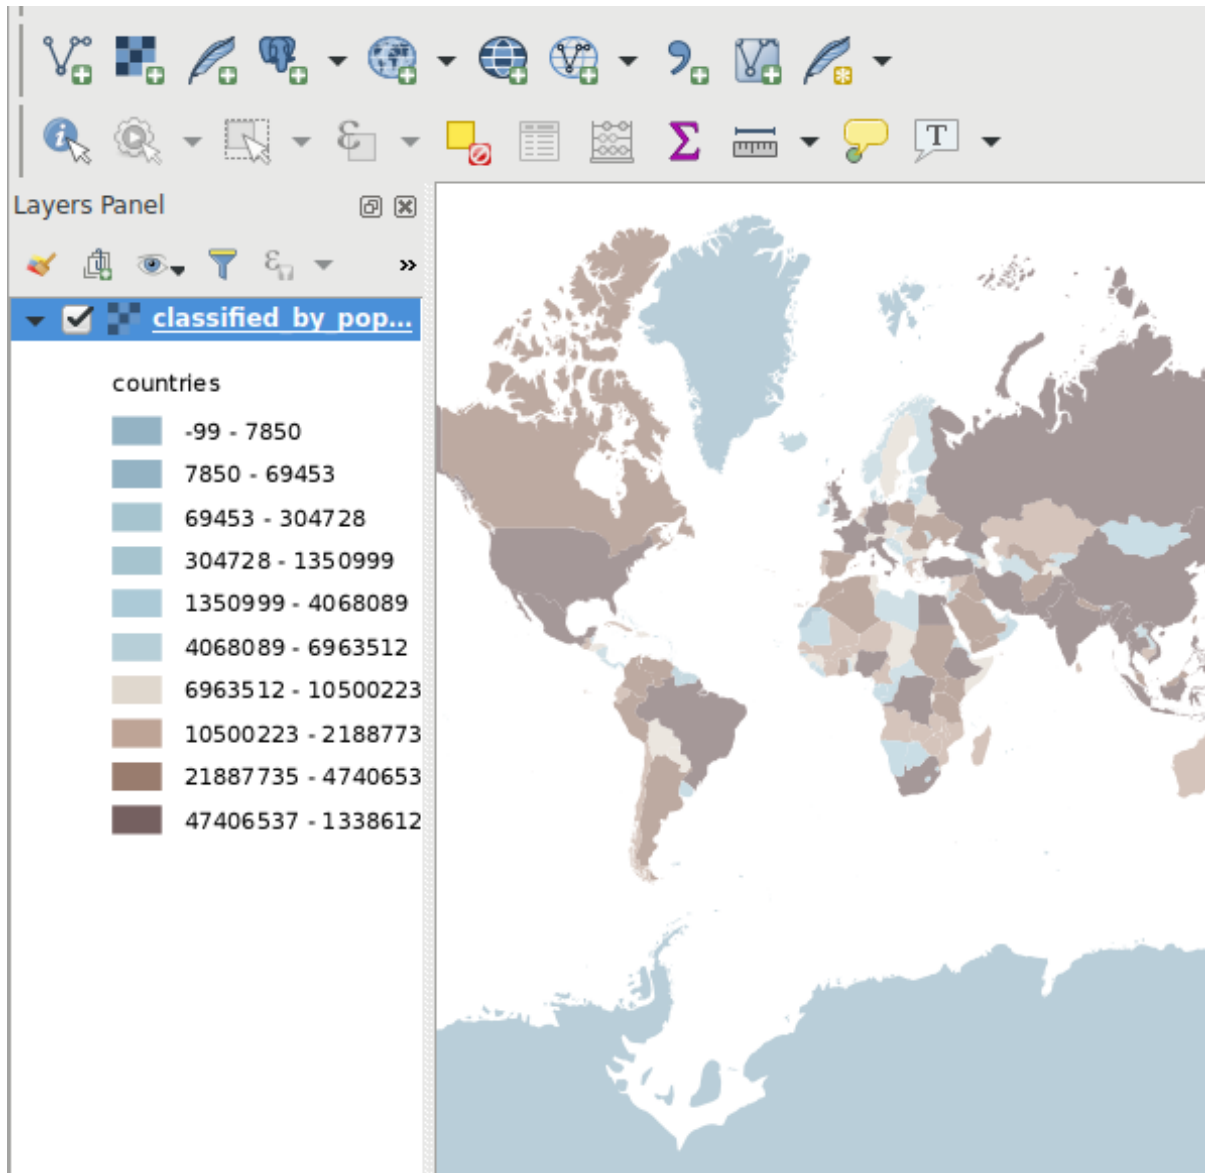 T
Layers Panel
classified_by_pop...
countries
-99 - 7850
7850 - 69453
69453 - 304728
304728 - 1350999
1350999 - 4068089
4068089 - 6963512
6963512 - 10500223
10500223 - 2188773
21887735 - 4740653
47406537 - 1338612